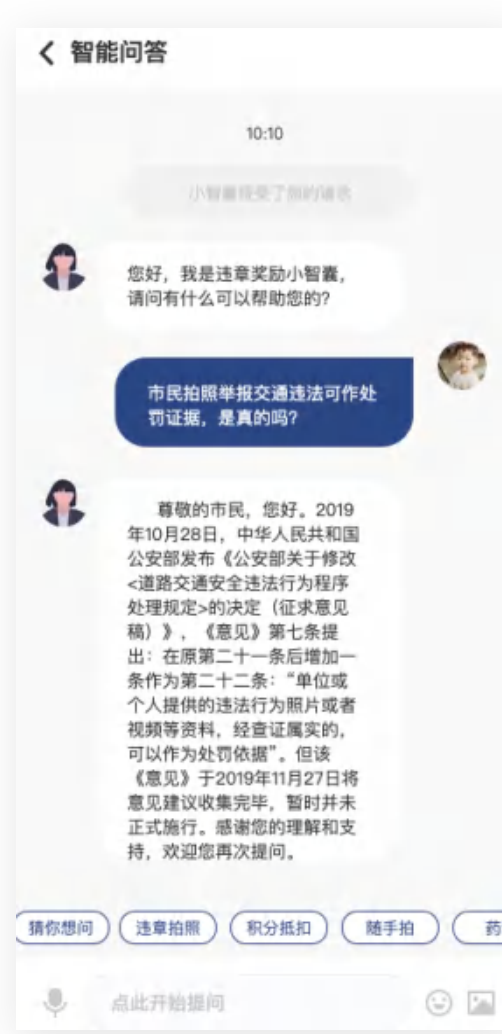 智能问答
10:10
小智囊接受了您的请求
您好，我是违章奖励小智囊，
请问有什么可以帮助您的?
市民拍照举报交通违法可作处
罚证据，是真的吗?
尊敬的市民，您好。2019
年10月28日，中华人民共和国
公安部发布《公安部关于修改
<道路交通安全违法行为程序
处理规定>的决定（征求意见
稿）》，《意见》第七条提
出：在原第二十一条后增加一
条作为第二十二条：“单位或
个人提供的违法行为照片或者
视频等资料，经查证属实的，
可以作为处罚依据”。但该
《意见》于2019年11月27日将
意见建议收集完毕，暂时并未
正式施行。感谢您的理解和支
持，欢迎您再次提问。
猜你想问 违章拍照 积分抵扣 随手拍 药
点此开始提问